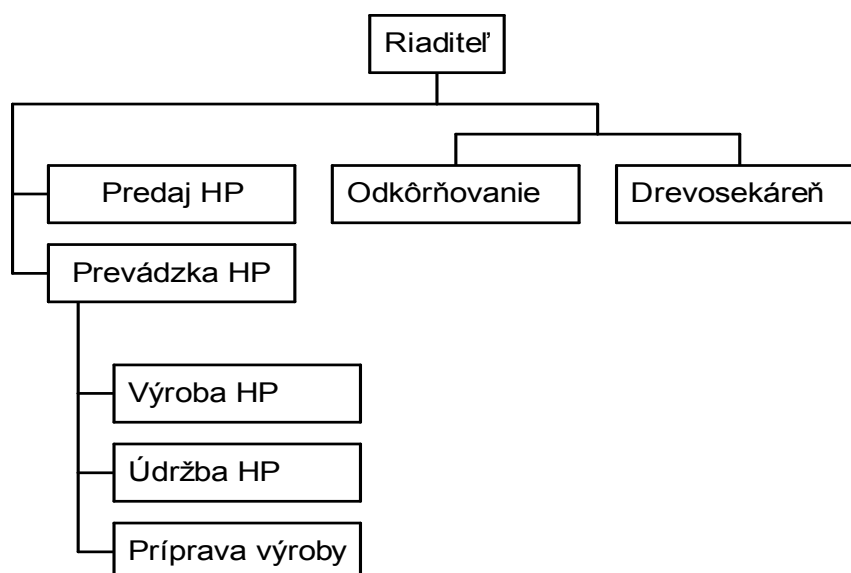 Riaditeľ
Predaj HP
Odkôrňovanie
Drevosekáreň
Prevádzka HP
Výroba HP
Údržba HP
Príprava výroby